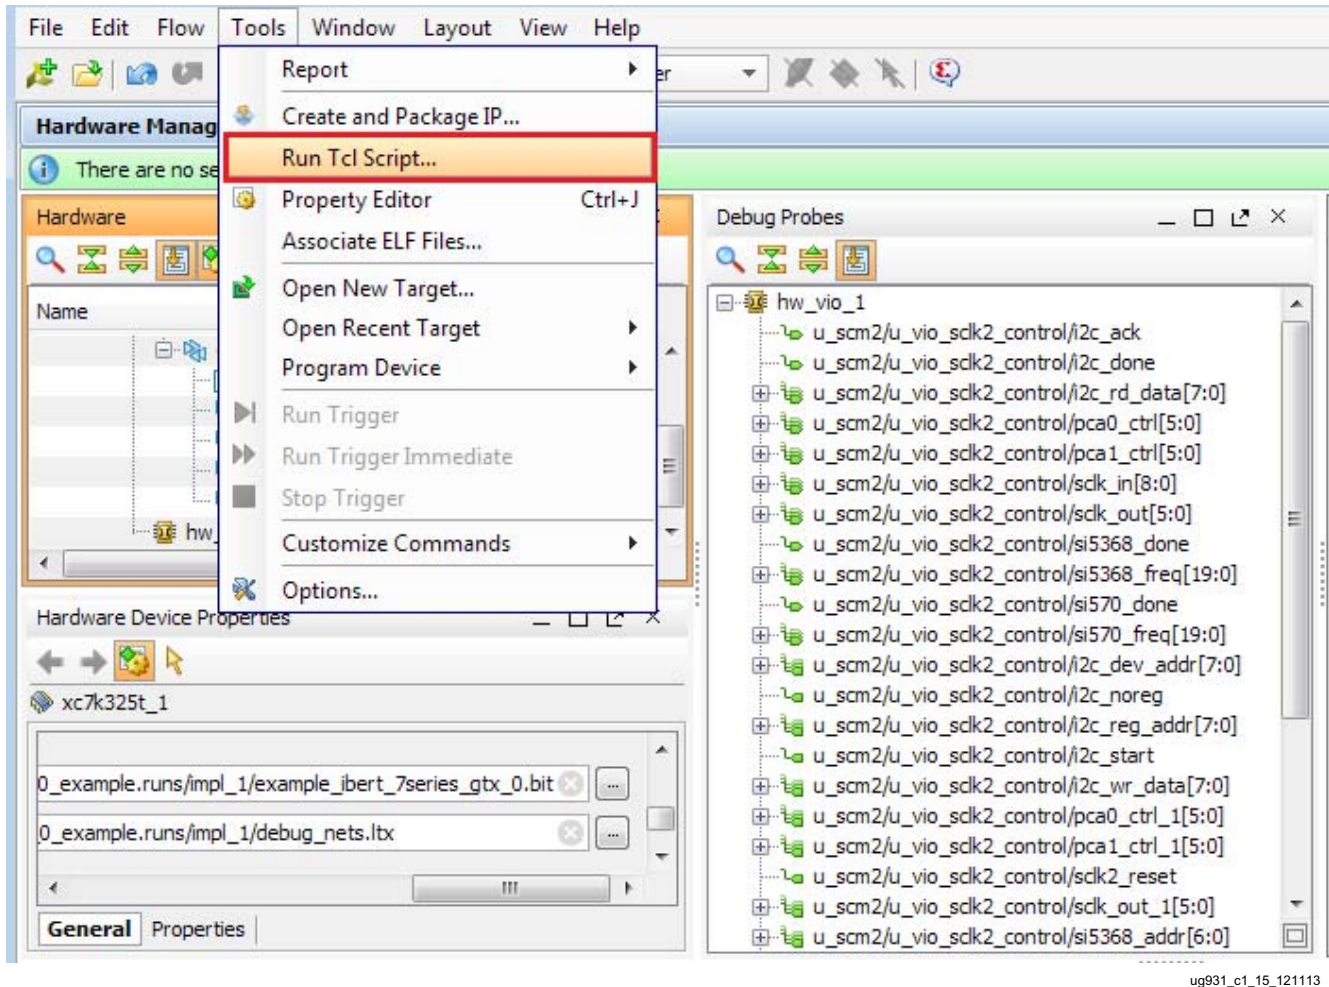 File Edit Flow Tools Window Layout View Help
Report
er
Create and Package IP...
Hardware Manag
Run Tcl Script...
There are no se
Property Editor Ctrl+J
Associate ELF Files...
Open New Target...
Open Recent Target
Program Device
Run Trigger
Run Trigger Immediate
Stop Trigger
Customize Commands
Options...
Hardware
Name
hw_
Hardware Device Properties
xc7k325t_1
0_example.runs/impl_1/example_ibert_7series_gtx_0.bit
...
0_example.runs/impl_1/debug_nets.ltx
...
General Properties
Debug Probes
hw_vio_1
u_scm2/u_vio_sclk2_control/i2c_ack
u_scm2/u_vio_sclk2_control/i2c_done
u_scm2/u_vio_sclk2_control/i2c_rd_data[7:0]
u_scm2/u_vio_sclk2_control/pca0_ctrl[5:0]
u_scm2/u_vio_sclk2_control/pca1_ctrl[5:0]
u_scm2/u_vio_sclk2_control/sclk_in[8:0]
u_scm2/u_vio_sclk2_control/sclk_out[5:0]
u_scm2/u_vio_sclk2_control/si5368_done
u_scm2/u_vio_sclk2_control/si5368_freq[19:0]
u_scm2/u_vio_sclk2_control/si570_done
u_scm2/u_vio_sclk2_control/si570_freq[19:0]
u_scm2/u_vio_sclk2_control/i2c_dev_addr[7:0]
u_scm2/u_vio_sclk2_control/i2c_noreg
u_scm2/u_vio_sclk2_control/i2c_reg_addr[7:0]
u_scm2/u_vio_sclk2_control/i2c_start
u_scm2/u_vio_sclk2_control/i2c_wr_data[7:0]
u_scm2/u_vio_sclk2_control/pca0_ctrl_1[5:0]
u_scm2/u_vio_sclk2_control/pca1_ctrl_1[5:0]
u_scm2/u_vio_sclk2_control/sclk2_reset
u_scm2/u_vio_sclk2_control/sclk_out_1[5:0]
u_scm2/u_vio_sclk2_control/si5368_addr[6:0]
ug931_c1_15_121113